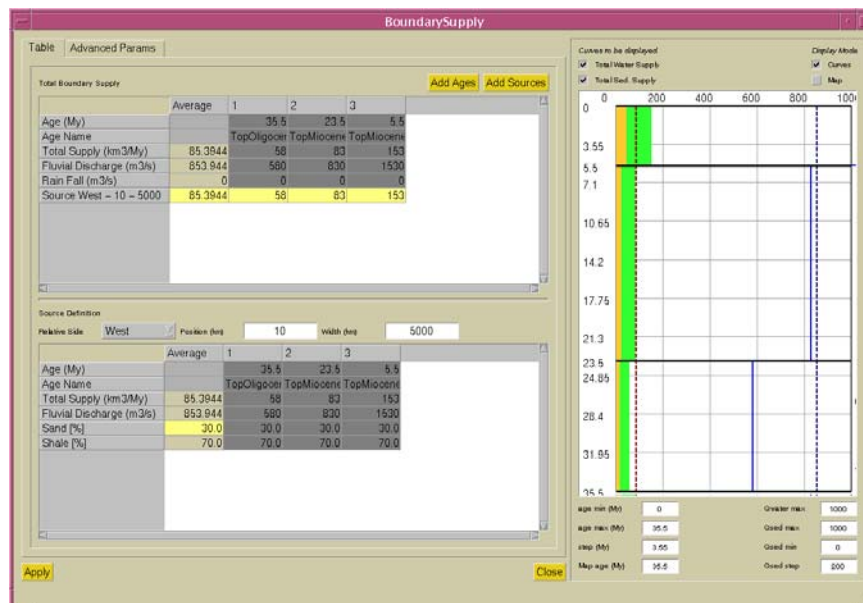 BoundarySupply
Table Advanced Params
Total Boundary Supply Add Ages Add Sources
Average 1 2 3
Age (My) 35.5 23.5 5.5
Age Name TopOligocer TopMiocene TopMiocene
Total Supply (km3/My) 85.3944 58 83 153
Fluvial Discharge (m3/s) 853.944 580 830 1530
Rain Fall (m3/s) 0 0 0 0
Source West ~ 10 ~ 5000 85.3944 58 83 153
Source Definition
Relative Side West Position (km) 10 Width (km) 5000
Average 1 2 3
Age (My) 35.5 23.5 5.5
Age Name TopOligocer TopMiocene TopMiocene
Total Supply (km3/My) 85.3944 58 83 153
Fluvial Discharge (m3/s) 853.944 580 830 1530
Sand [%] 30.0 30.0 30.0 30.0
Shale [%] 70.0 70.0 70.0 70.0
Apply Close
Curves to be displayed Display Mode
Total Water Supply Curves
Total Sed. Supply Map
0 200 400 600 800 100
0
3.55
5.5
7.1
10.65
14.2
17.75
21.3
23.5
24.85
28.4
31.95
35.5
age min (My) 0 Qwater max 1000
age max (My) 35.5 Qsed max 1000
step (My) 3.55 Qsed min 0
Map age (My) 35.5 Qsed step 200